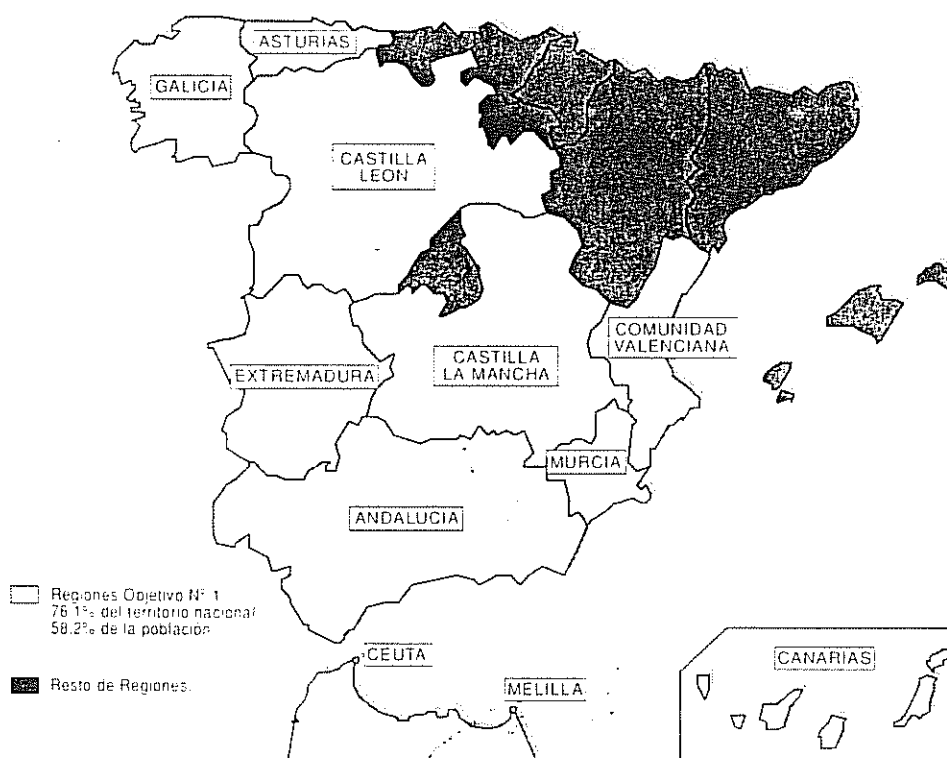 ASTURIAS
GALICIA
CASTILLA
LEON
COMUNIDAD
VALENCIANA
EXTREMADURA
CASTILLA
LA MANCHA
MURCIA
ANDALUCIA
Regiones Objetivo Nº 1
76.1% del territorio nacional
58.2% de la población
Resto de Regiones.
CEUTA
MELILLA
CANARIAS